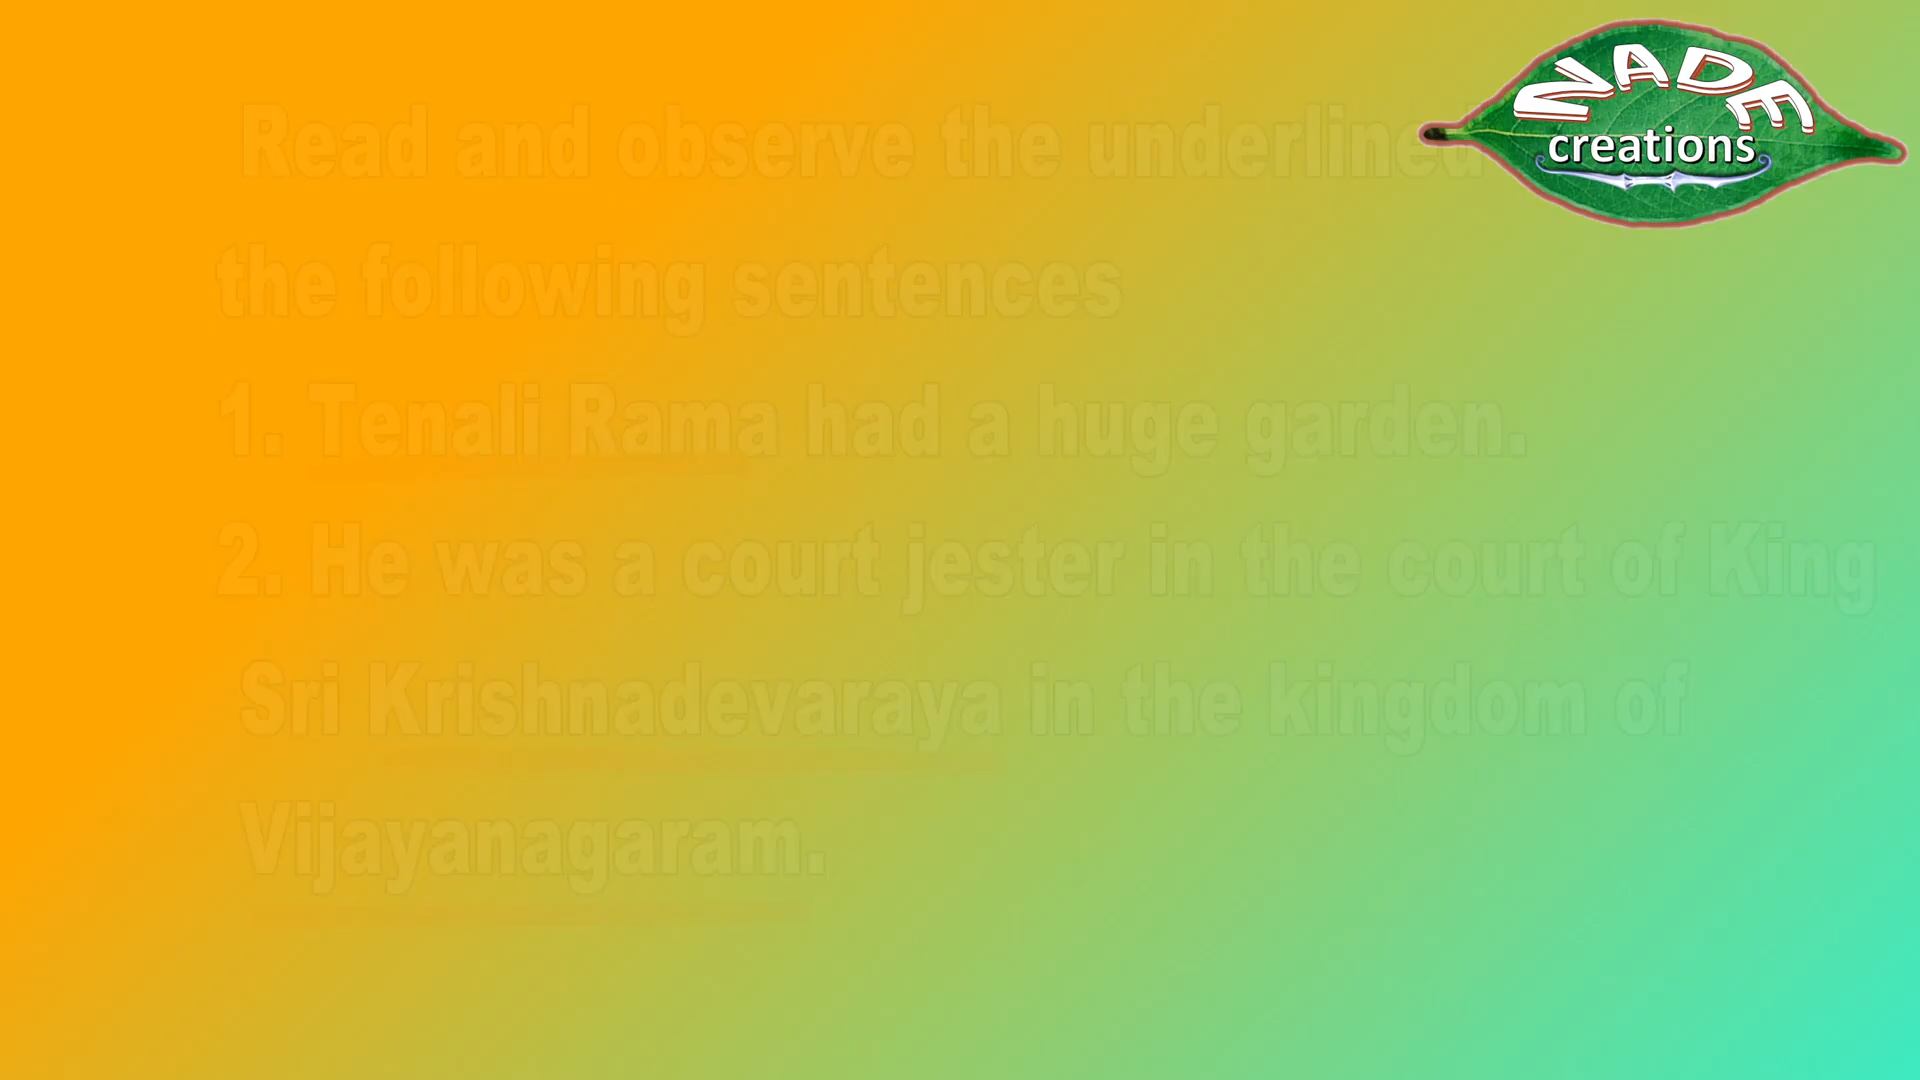 NADE
creations
Read and observe the underlined
the following sentences
1. Tenali Rama had a huge garden.
2. He was a court jester in the court of King
Sri Krishnadevaraya in the kingdom of
Vijayanagaram.